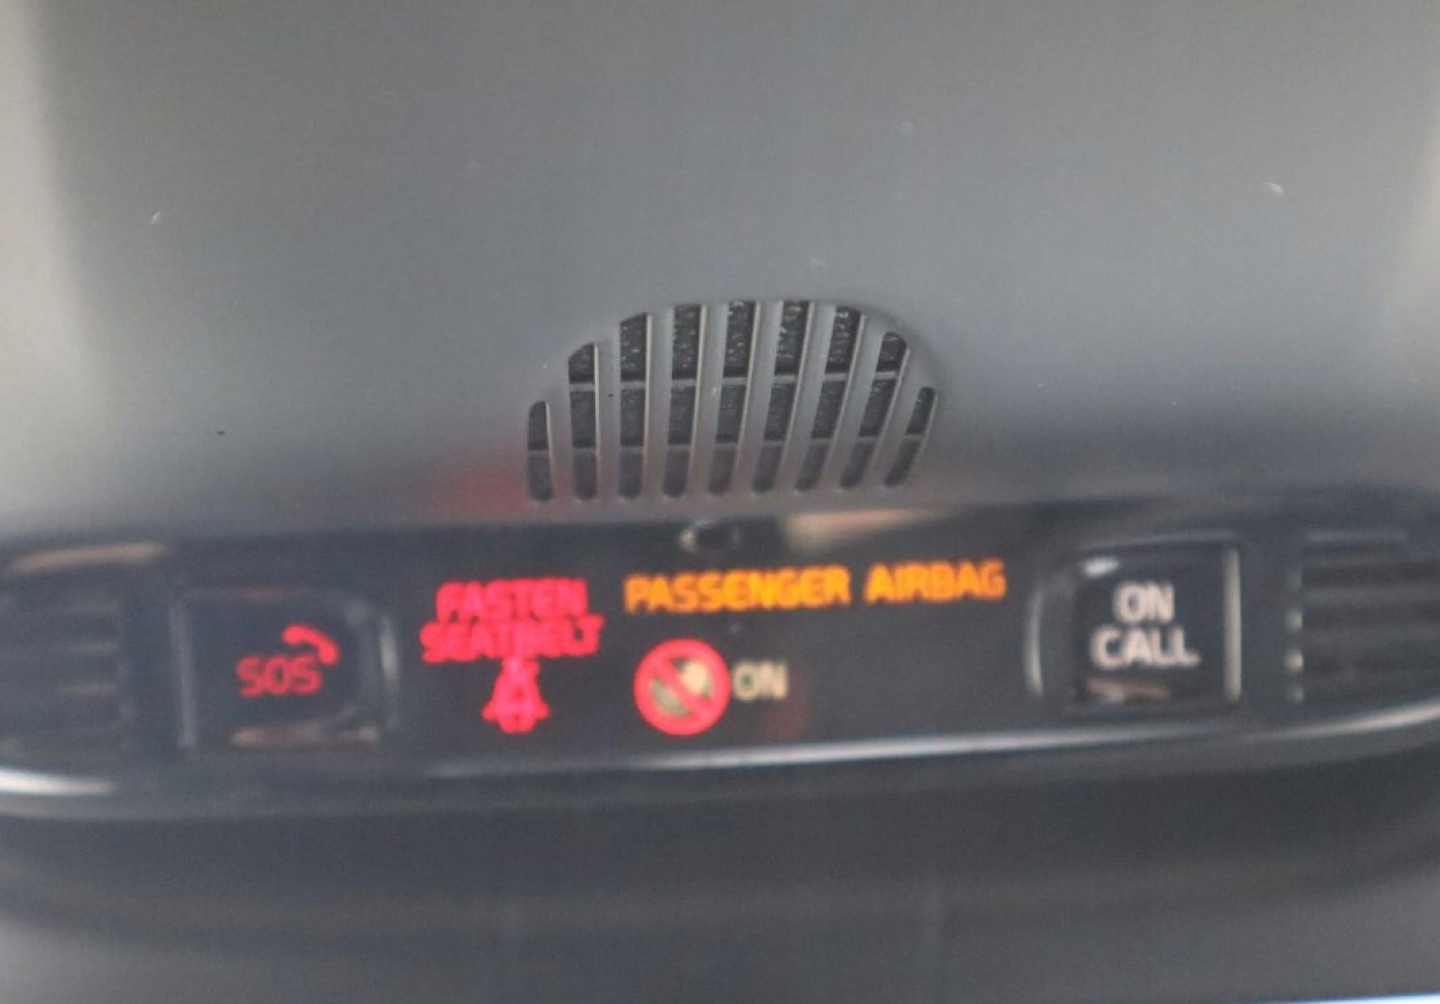 SOS
FASTEN
SEATBELT
PASSENGER AIRBAG
ON
ON
CALL